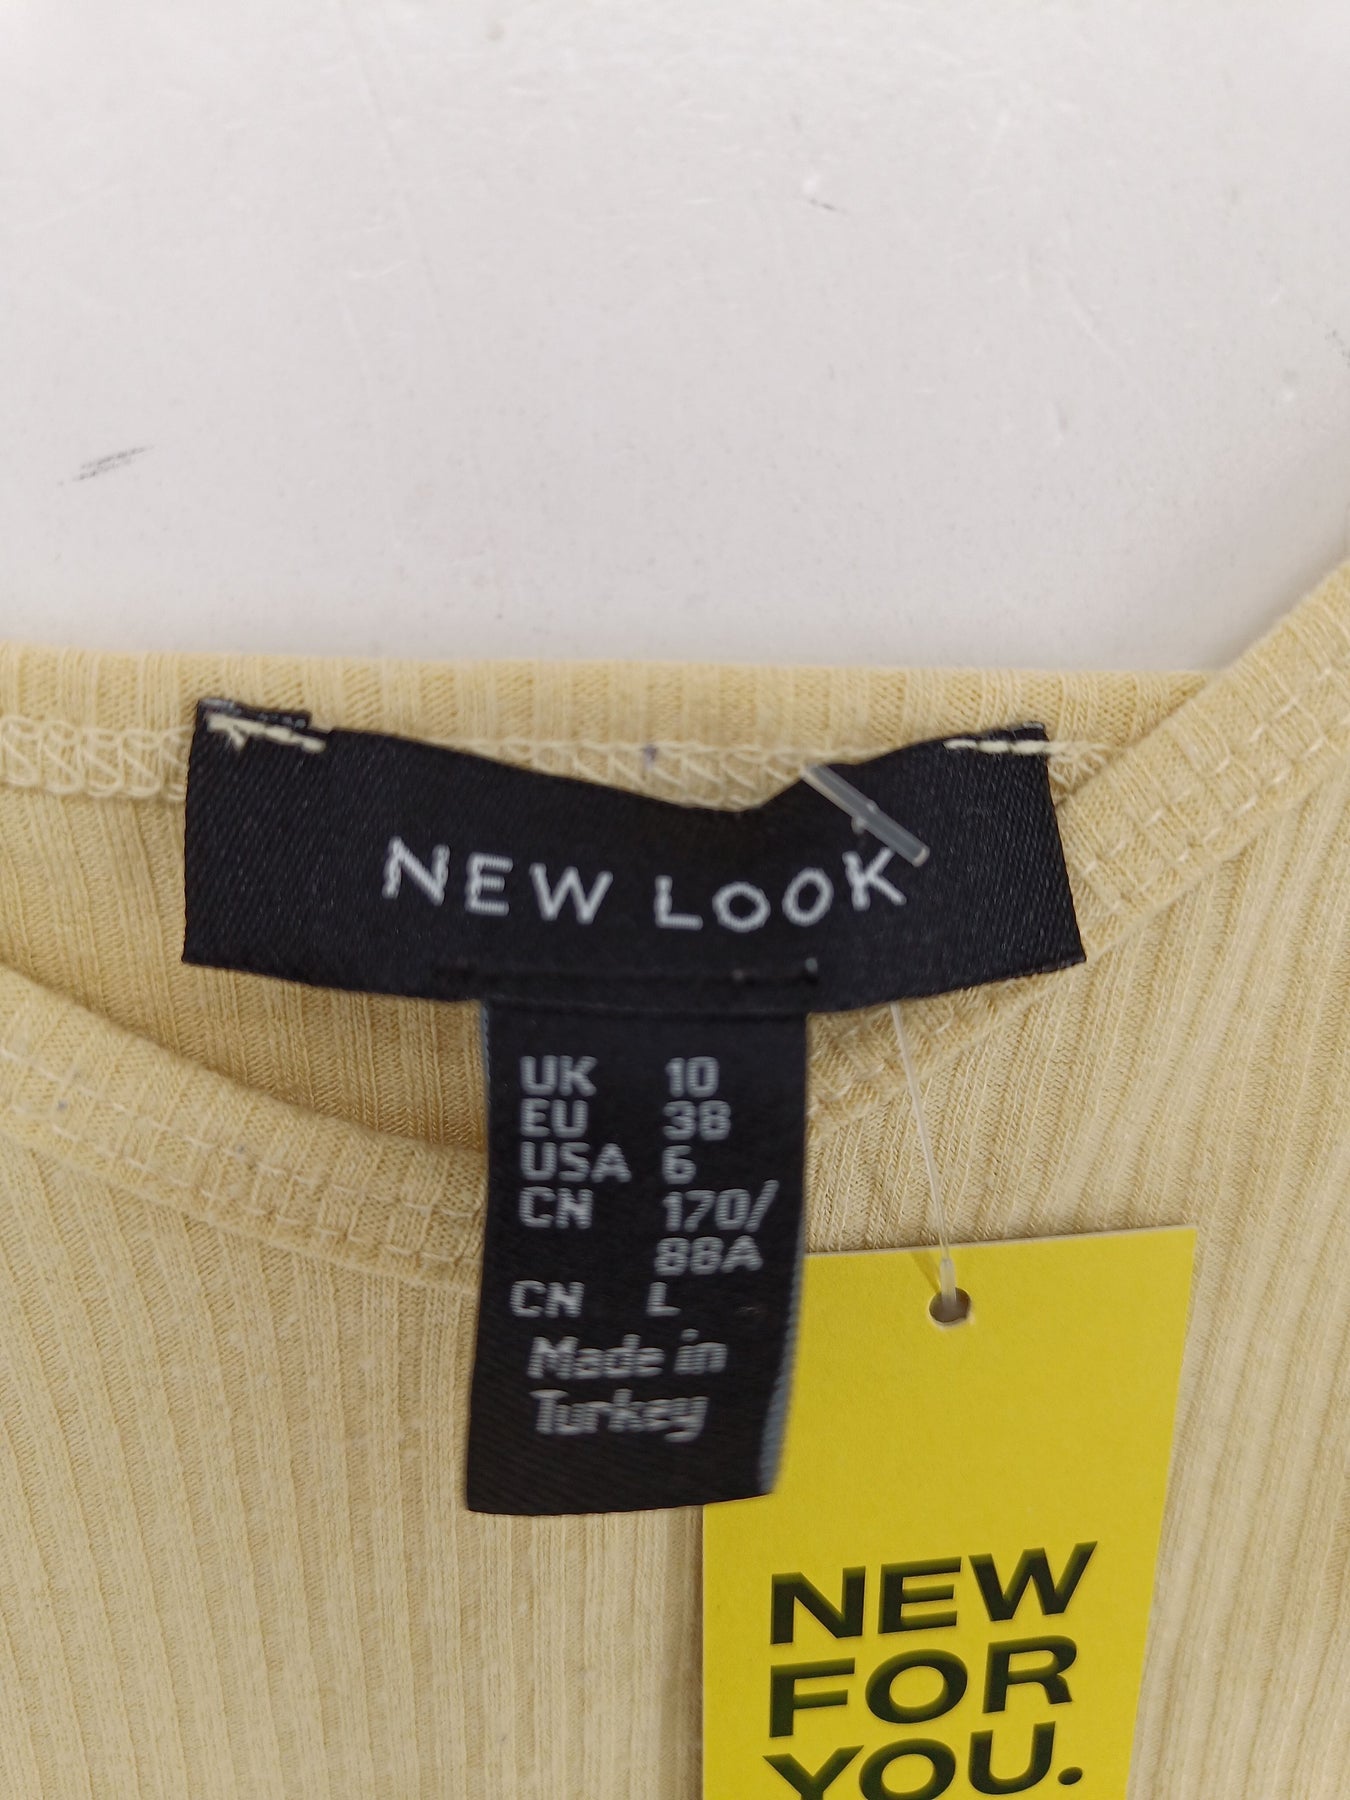 NEW LOOK
UK 10
EU 38
USA 6
CN 170/
88A
CN L
Made in
Turkey
NEW
FOR
YOU.